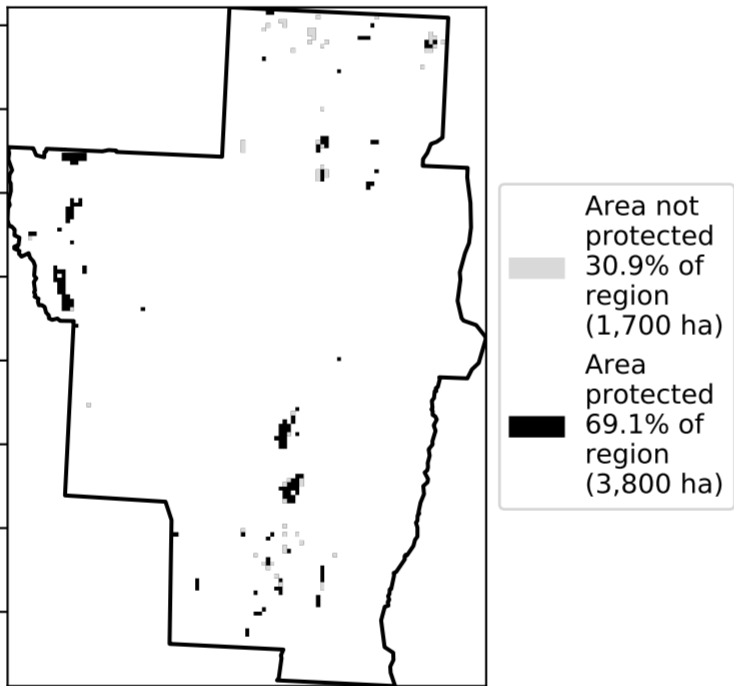 Area not
protected
30.9% of
region
(1,700 ha)
Area
protected
69.1% of
region
(3,800 ha)